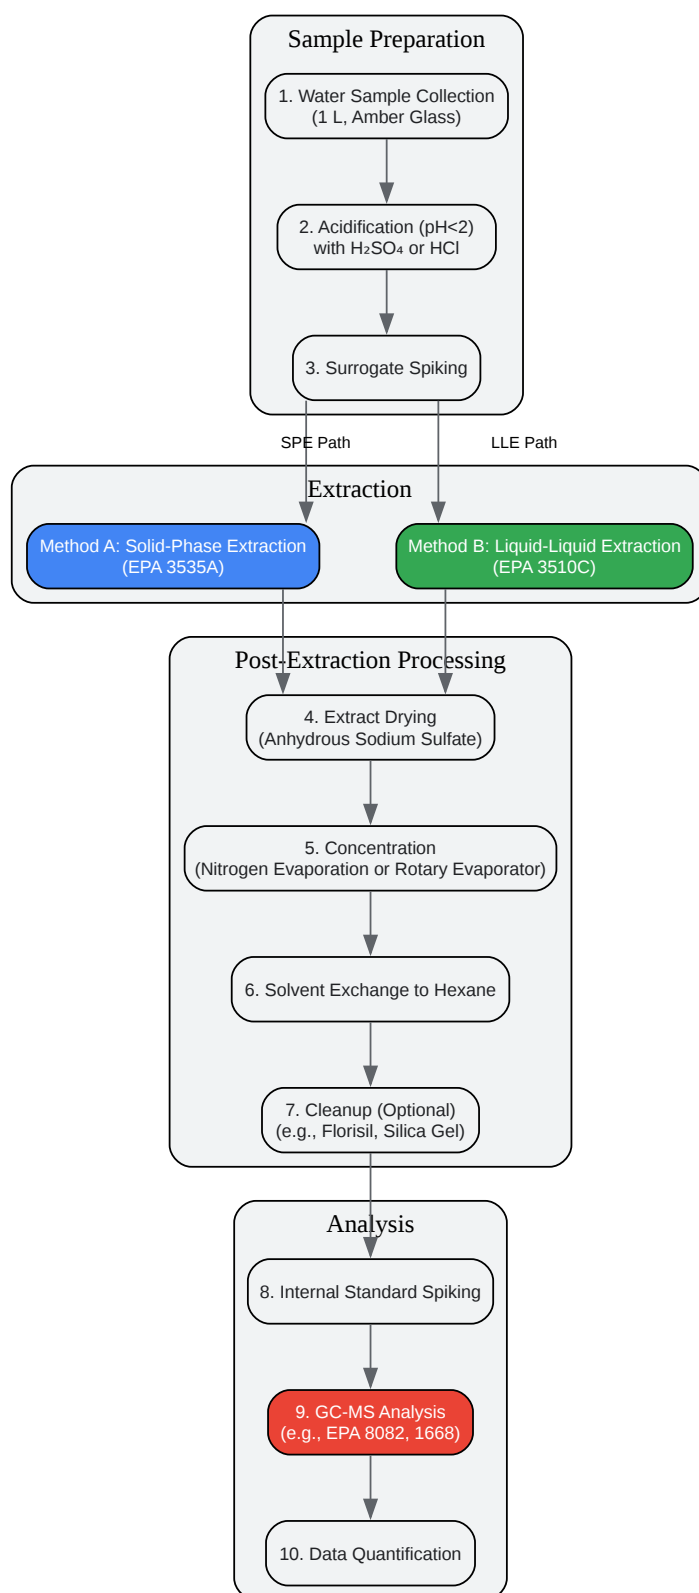 Sample Preparation
1. Water Sample Collection
(1 L, Amber Glass)
2. Acidification (pH<2)
with H₂SO₄ or HCl
3. Surrogate Spiking
SPE Path
LLE Path
Extraction
Method A: Solid-Phase Extraction
(EPA 3535A)
Method B: Liquid-Liquid Extraction
(EPA 3510C)
Post-Extraction Processing
4. Extract Drying
(Anhydrous Sodium Sulfate)
5. Concentration
(Nitrogen Evaporation or Rotary Evaporator)
6. Solvent Exchange to Hexane
7. Cleanup (Optional)
(e.g., Florisil, Silica Gel)
Analysis
8. Internal Standard Spiking
9. GC-MS Analysis
(e.g., EPA 8082, 1668)
10. Data Quantification